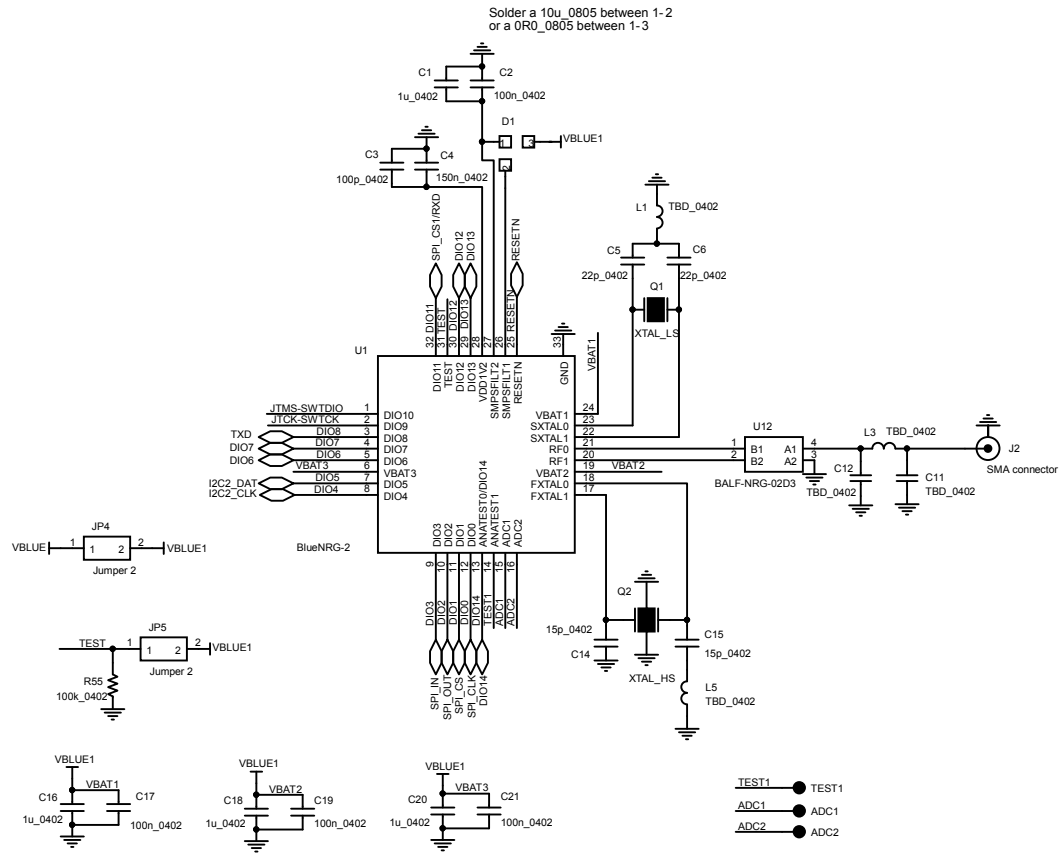 Solder a 10u_0805 between 1-2
or a 0R0_0805 between 1-3
C1
C2
1u_0402
100n_0402
D1
1
3
VBLUE1
2
C3
C4
100p_0402
150n_0402
L1
TBD_0402
C5
C6
22p_0402
22p_0402
Q1
XTAL_LS
SPI_CS1/RXD
DIO12
DIO13
RESETN
DIO11
TEST
DIO12
DIO13
RESETN
32
31
30
29
28
27
26
25
33
VBAT1
U1
DIO11
TEST
DIO12
DIO13
VDD1V2
SMPSFILT2
SMPSFILT1
RESETN
GND
JTMS-SWTDIO 1 DIO10
JTCK-SWTCK 2 DIO9
TXD DIO8 3 DIO8
DIO7 DIO7 4 DIO7
DIO6 DIO6 5 DIO6
VBAT3 6 VBAT3
I2C2_DAT DIO5 7 DIO5
I2C2_CLK DIO4 8 DIO4
VBAT1 24
SXTAL0 23
SXTAL1 22
RF0 21
RF1 20
VBAT2 19 VBAT2
FXTAL0 18
FXTAL1 17
U12
1 B1 A1 4
2 B2 A2 3
BALF-NRG-02D3
L3 TBD_0402
J2
SMA connector
C12
TBD_0402
C11
TBD_0402
BlueNRG-2
DIO3
DIO2
DIO1
DIO0
ANATEST0/DIO14
ANATEST1
ADC1
ADC2
9
10
11
12
13
14
15
16
DIO3
DIO2
DIO1
DIO0
DIO14
TEST1
ADC1
ADC2
SPI_IN
SPI_OUT
SPI_CS
SPI_CLK
DIO14
JP4
VBLUE 1 1 2 2 VBLUE1
Jumper 2
JP5
TEST 1 1 2 2 VBLUE1
Jumper 2
R55
100k_0402
Q2
15p_0402
C14
XTAL_HS
C15
15p_0402
L5
TBD_0402
VBLUE1
VBAT1
C16
C17
1u_0402
100n_0402
VBLUE1
VBAT2
C18
C19
1u_0402
100n_0402
VBLUE1
VBAT3
C20
C21
1u_0402
100n_0402
TEST1 TEST1
ADC1 ADC1
ADC2 ADC2